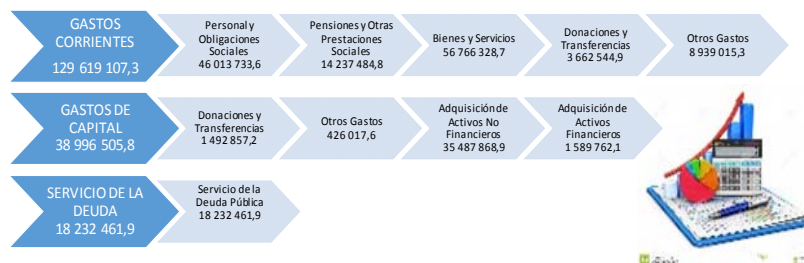 GASTOS
CORRIENTES
129 619 107,3
Personal y
Obligaciones
Sociales
46 013 733,6
Pensiones y Otras
Prestaciones
Sociales
14 237 484,8
Bienes y Servicios
56 766 328,7
Donaciones y
Transferencias
3 662 544,9
Otros Gastos
8 939 015,3
GASTOS DE
CAPITAL
38 996 505,8
Donaciones y
Transferencias
1 492 857,2
Otros Gastos
426 017,6
Adquisición de
Activos No
Financieros
35 487 868,9
Adquisición de
Activos
Financieros
1 589 762,1
SERVICIO DE LA
DEUDA
18 232 461,9
Servicio de la
Deuda Pública
18 232 461,9